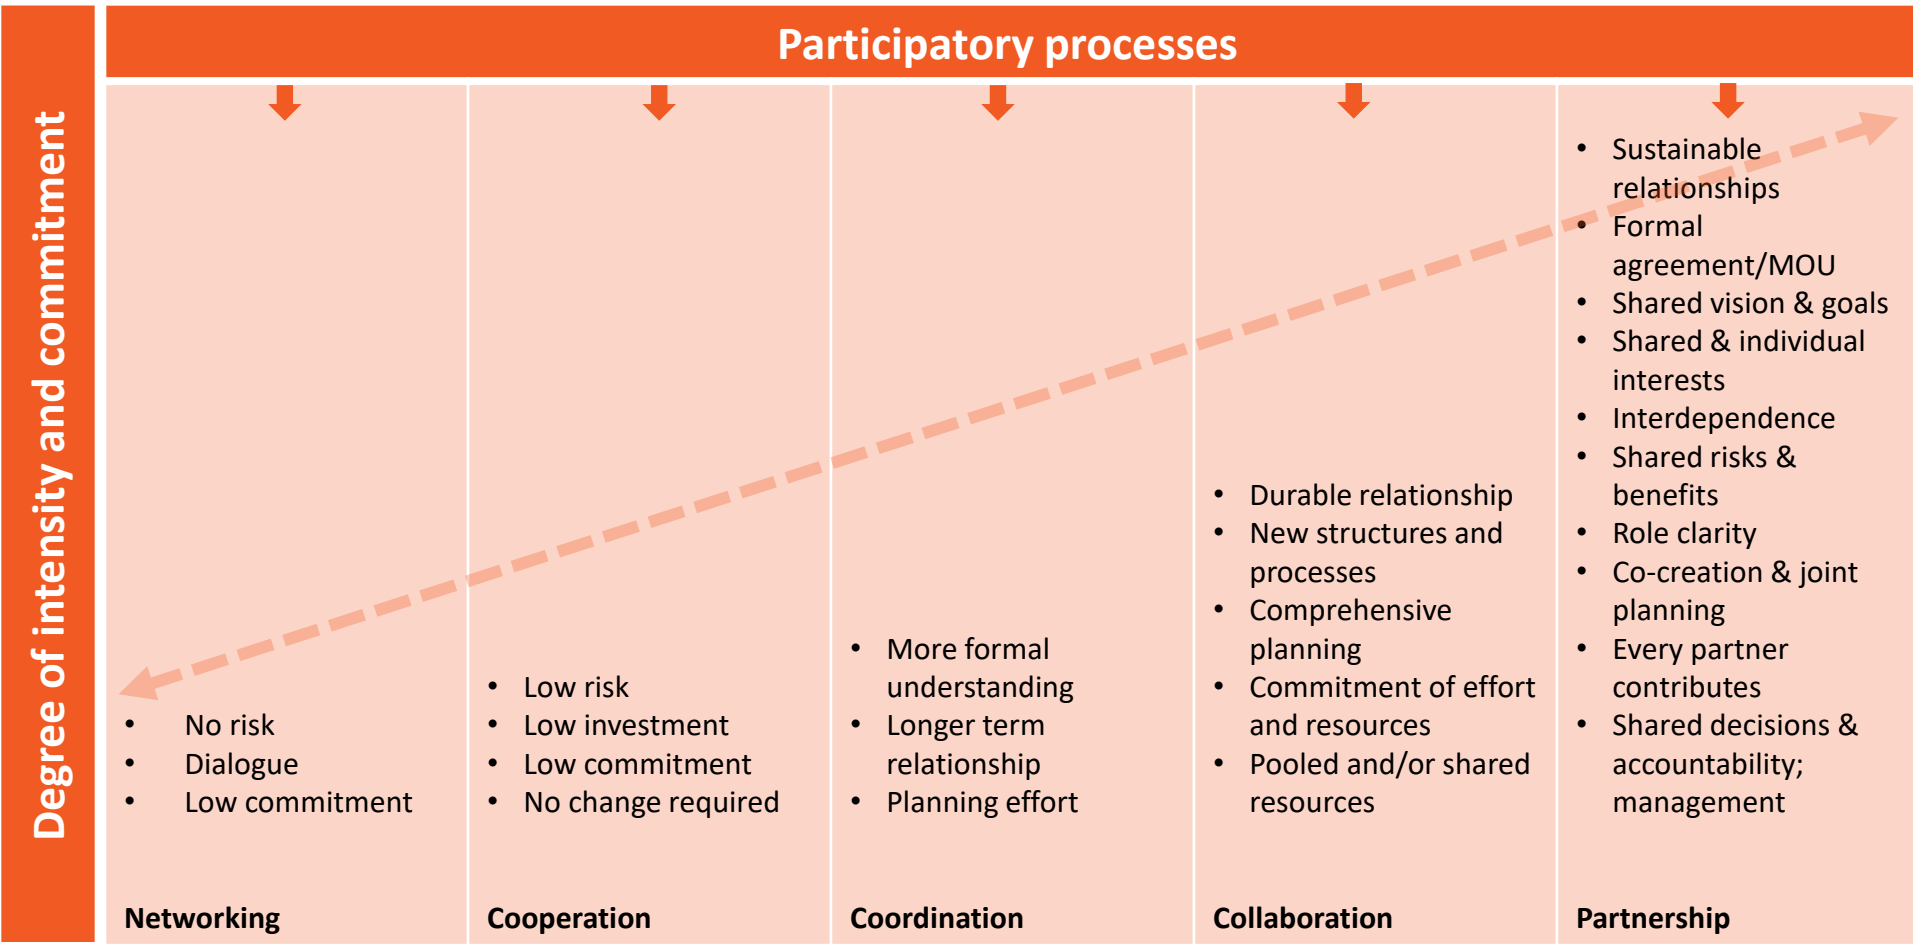 Participatory processes
Degree of intensity and commitment
• No risk
• Dialogue
• Low commitment
Networking
• Low risk
• Low investment
• Low commitment
• No change required
Cooperation
• More formal
understanding
• Longer term
relationship
• Planning effort
Coordination
• Durable relationship
• New structures and
processes
• Comprehensive
planning
• Commitment of effort
and resources
• Pooled and/or shared
resources
Collaboration
• Sustainable
relationships
• Formal
agreement/MOU
• Shared vision & goals
• Shared & individual
interests
• Interdependence
• Shared risks &
benefits
• Role clarity
• Co-creation & joint
planning
• Every partner
contributes
• Shared decisions &
accountability;
management
Partnership